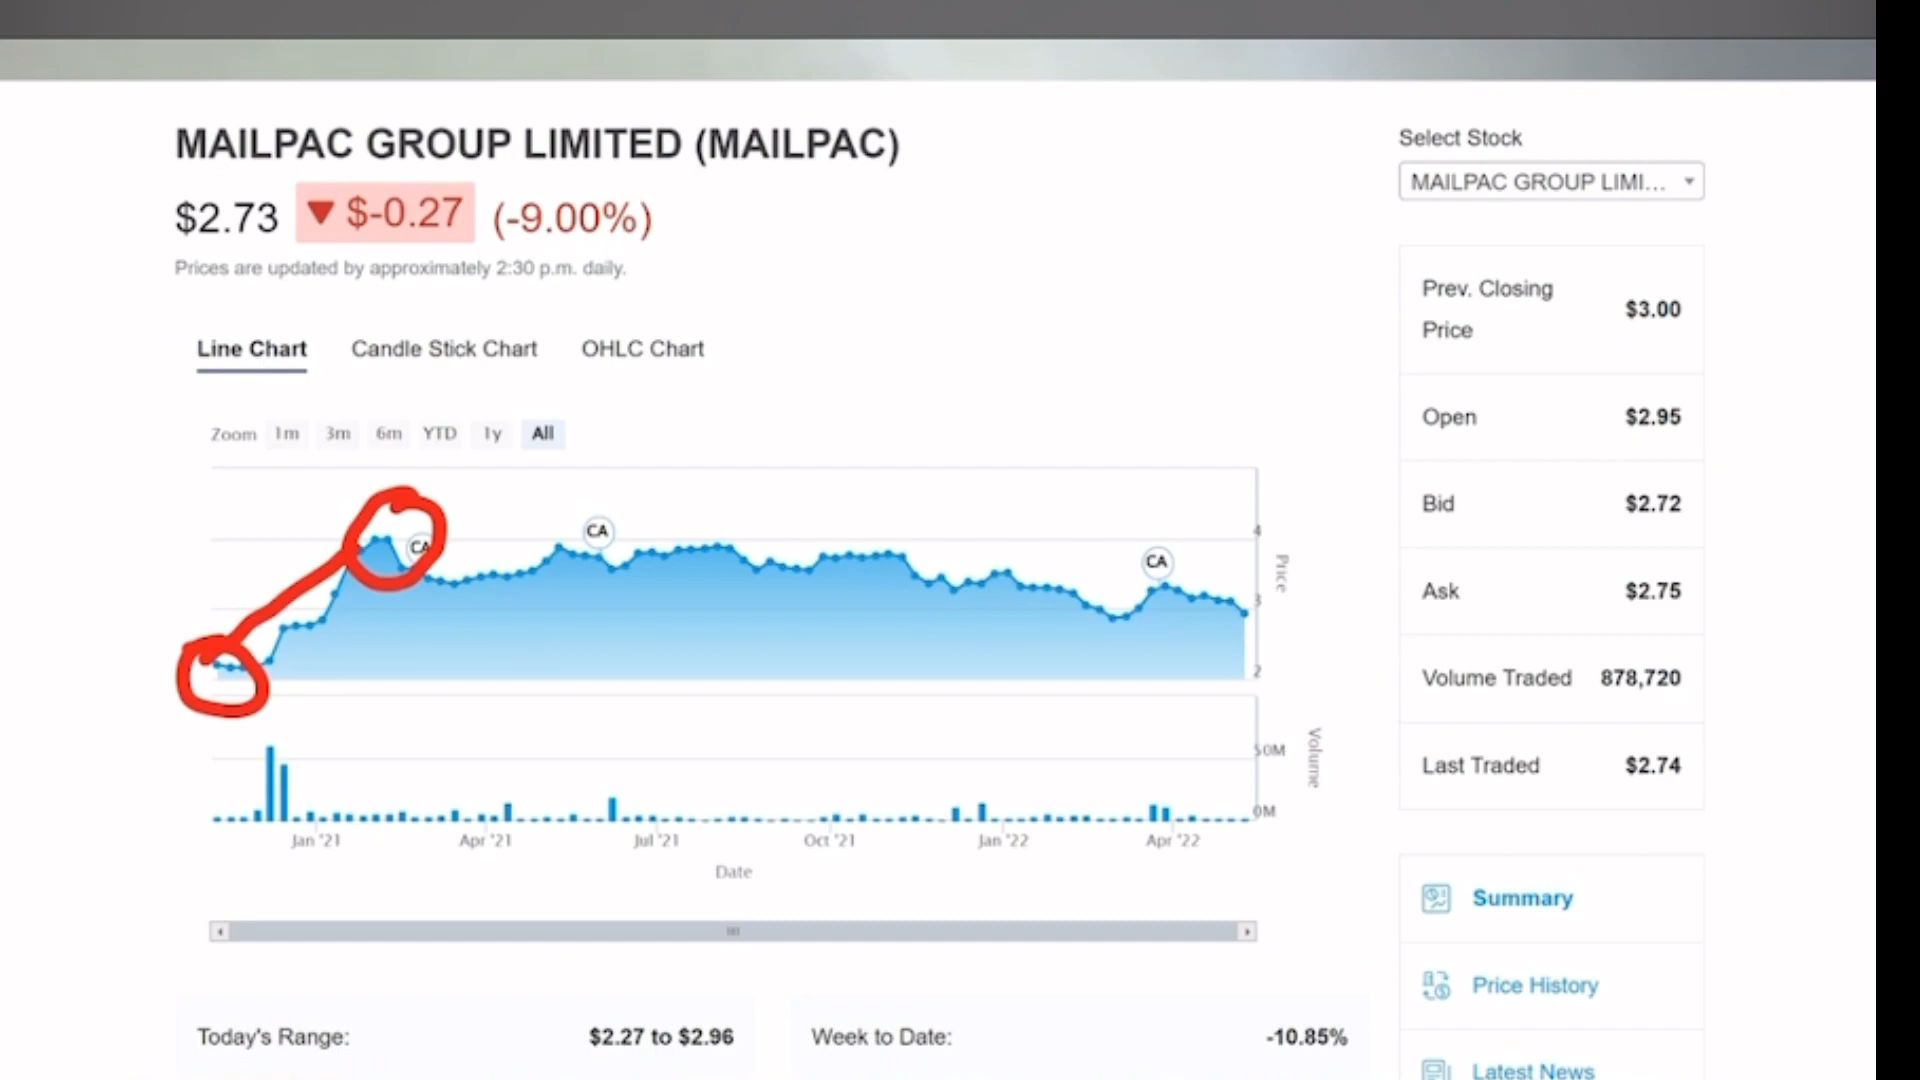 MAILPAC GROUP LIMITED (MAILPAC)
$2.73 ▼ $-0.27 (-9.00%)
Prices are updated by approximately 2:30 p.m. daily.
Line Chart Candle Stick Chart OHLC Chart
Zoom 1m 3m 6m YTD 1y All
CA
CA
CA
4
3
2
Price
50M
0M
Volume
Jan '21 Apr '21 Jul '21 Oct '21 Jan '22 Apr '22
Date
Today's Range: $2.27 to $2.96
Week to Date: -10.85%
Select Stock
MAILPAC GROUP LIMI...
Prev. Closing
Price $3.00
Open $2.95
Bid $2.72
Ask $2.75
Volume Traded 878,720
Last Traded $2.74
Summary
Price History
Latest News